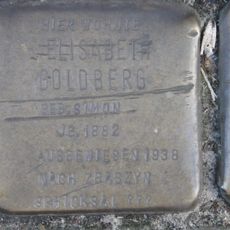 HIER WOHNTE
ELISABETH
GOLDBERG
GEB. SIMON
JG. 1882
AUSGEWIESEN 1938
NACH ZBASZYN
SCHICKSAL ???